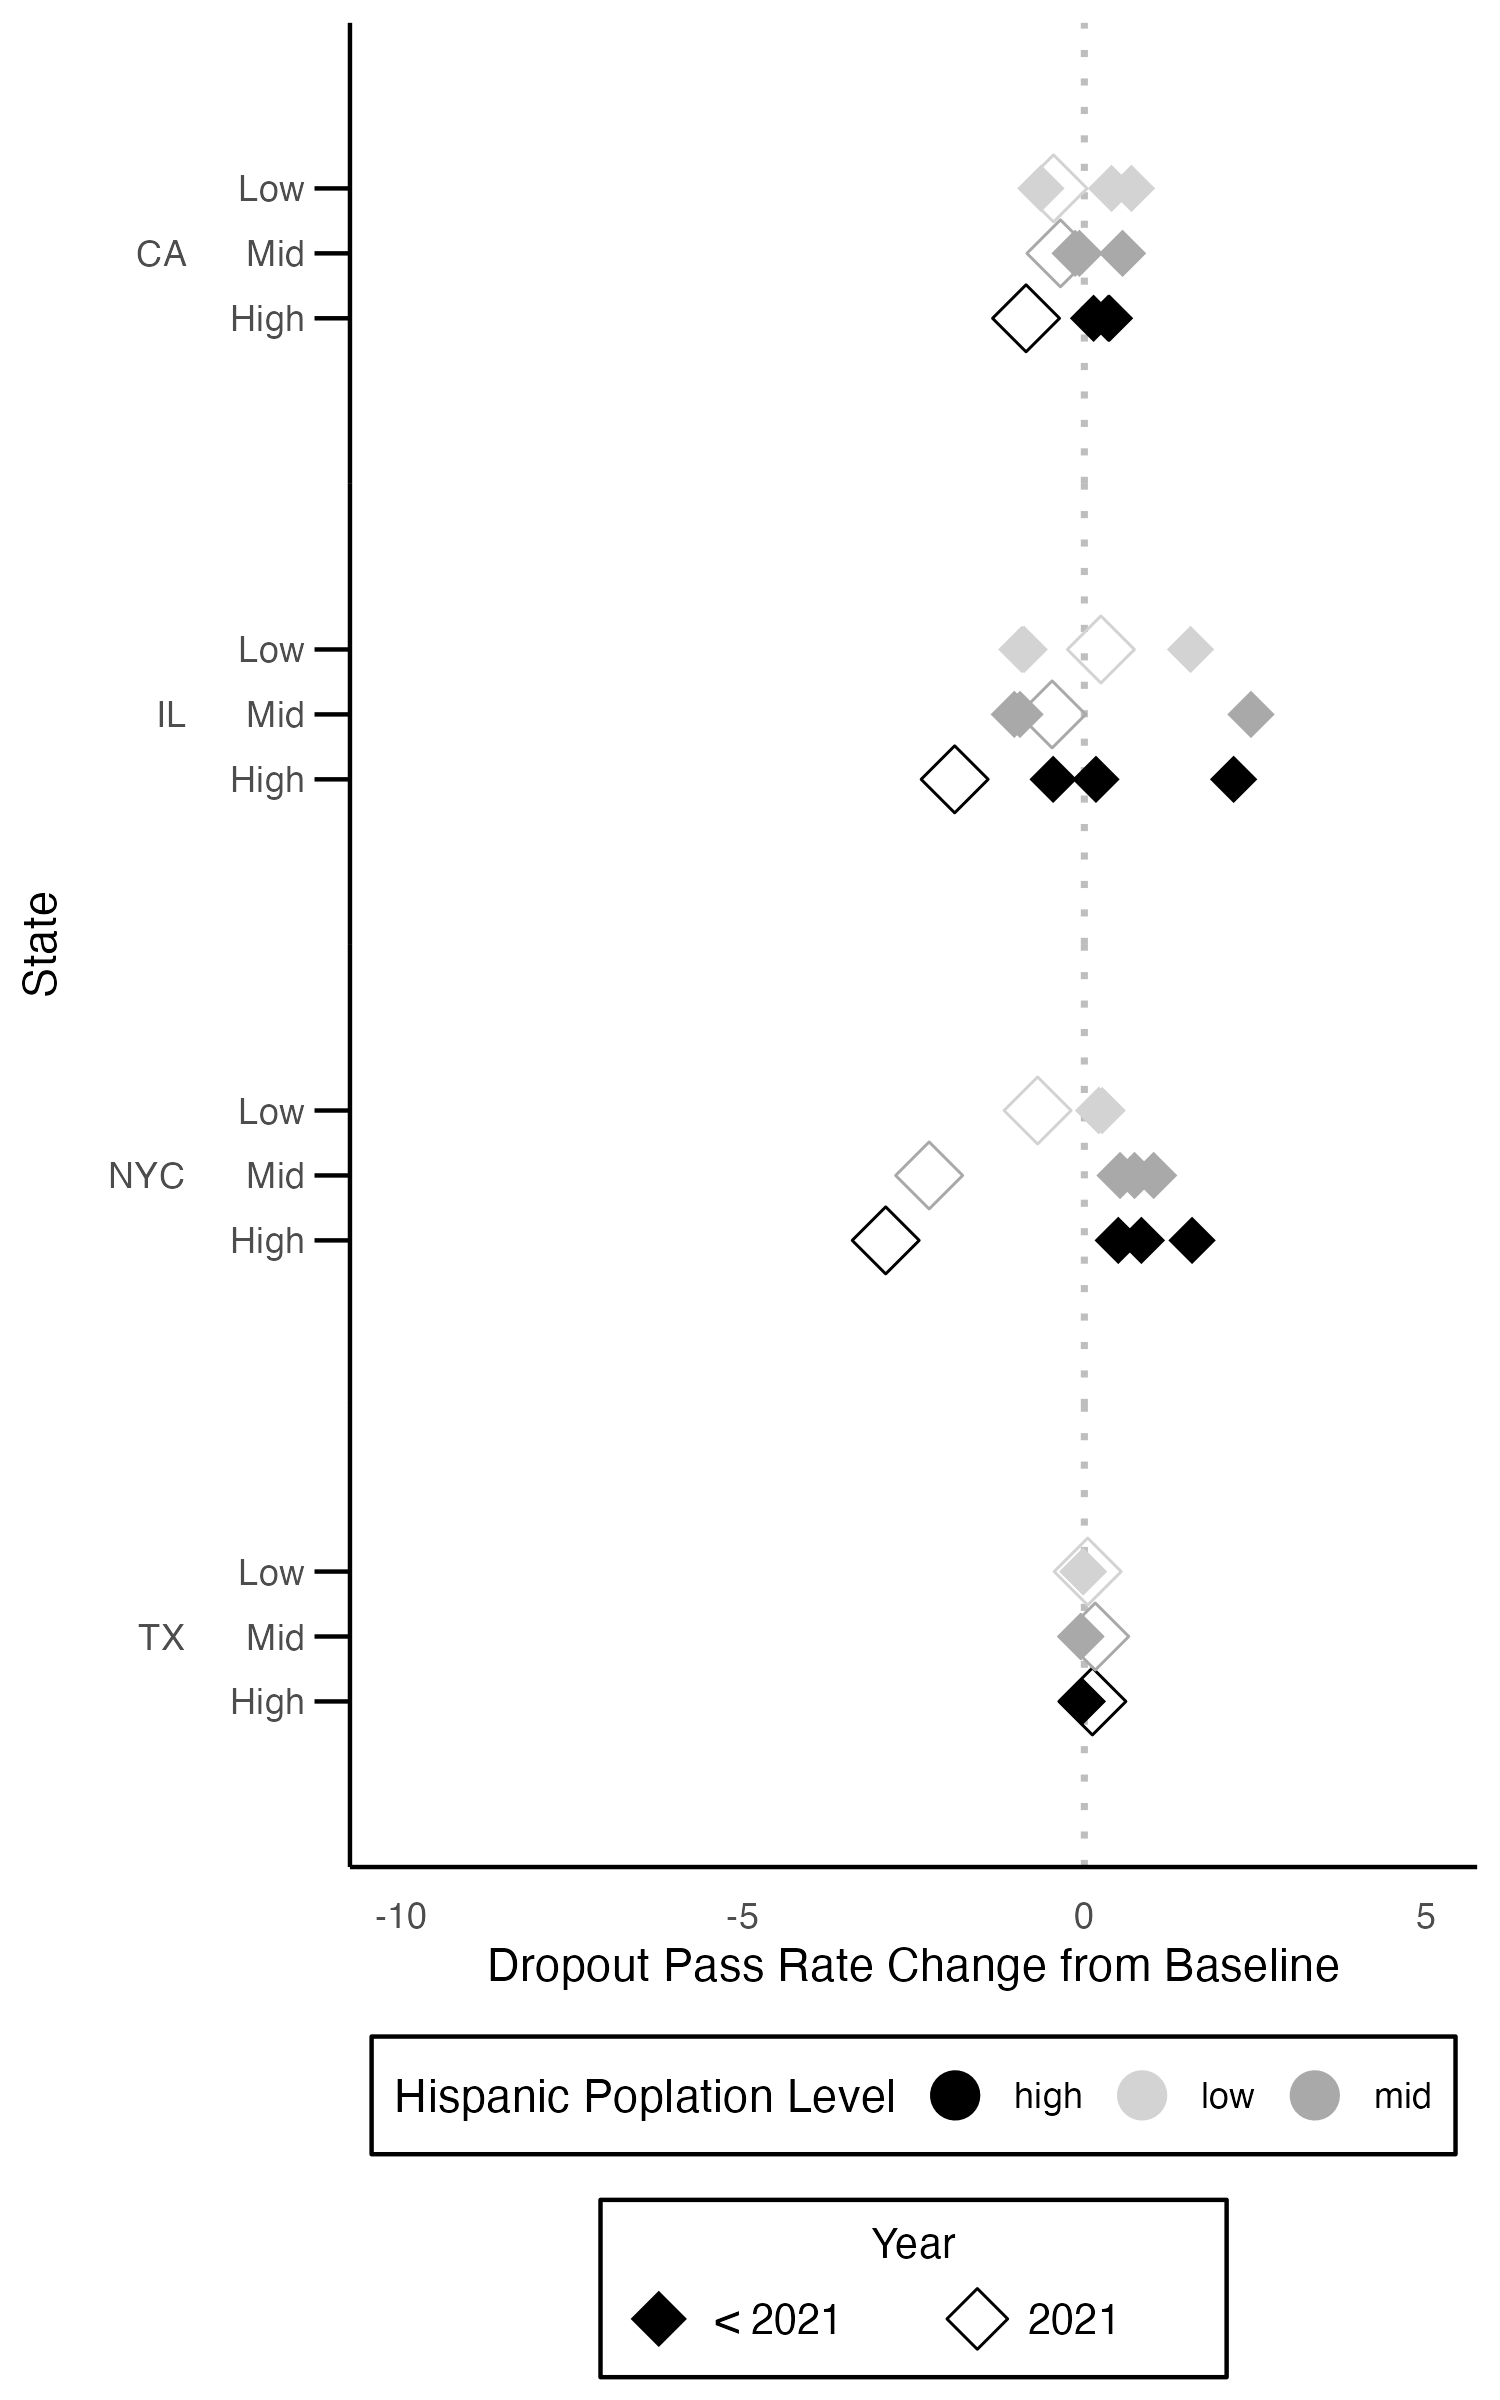 Low
CA Mid
High
Low
IL Mid
High
State
Low
NYC Mid
High
Low
TX Mid
High
-10 -5 0 5
Dropout Pass Rate Change from Baseline
Hispanic Poplation Level high low mid
Year
< 2021 2021